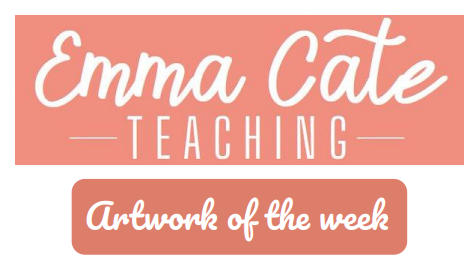 Emma Cate
TEACHING
Artwork of the week